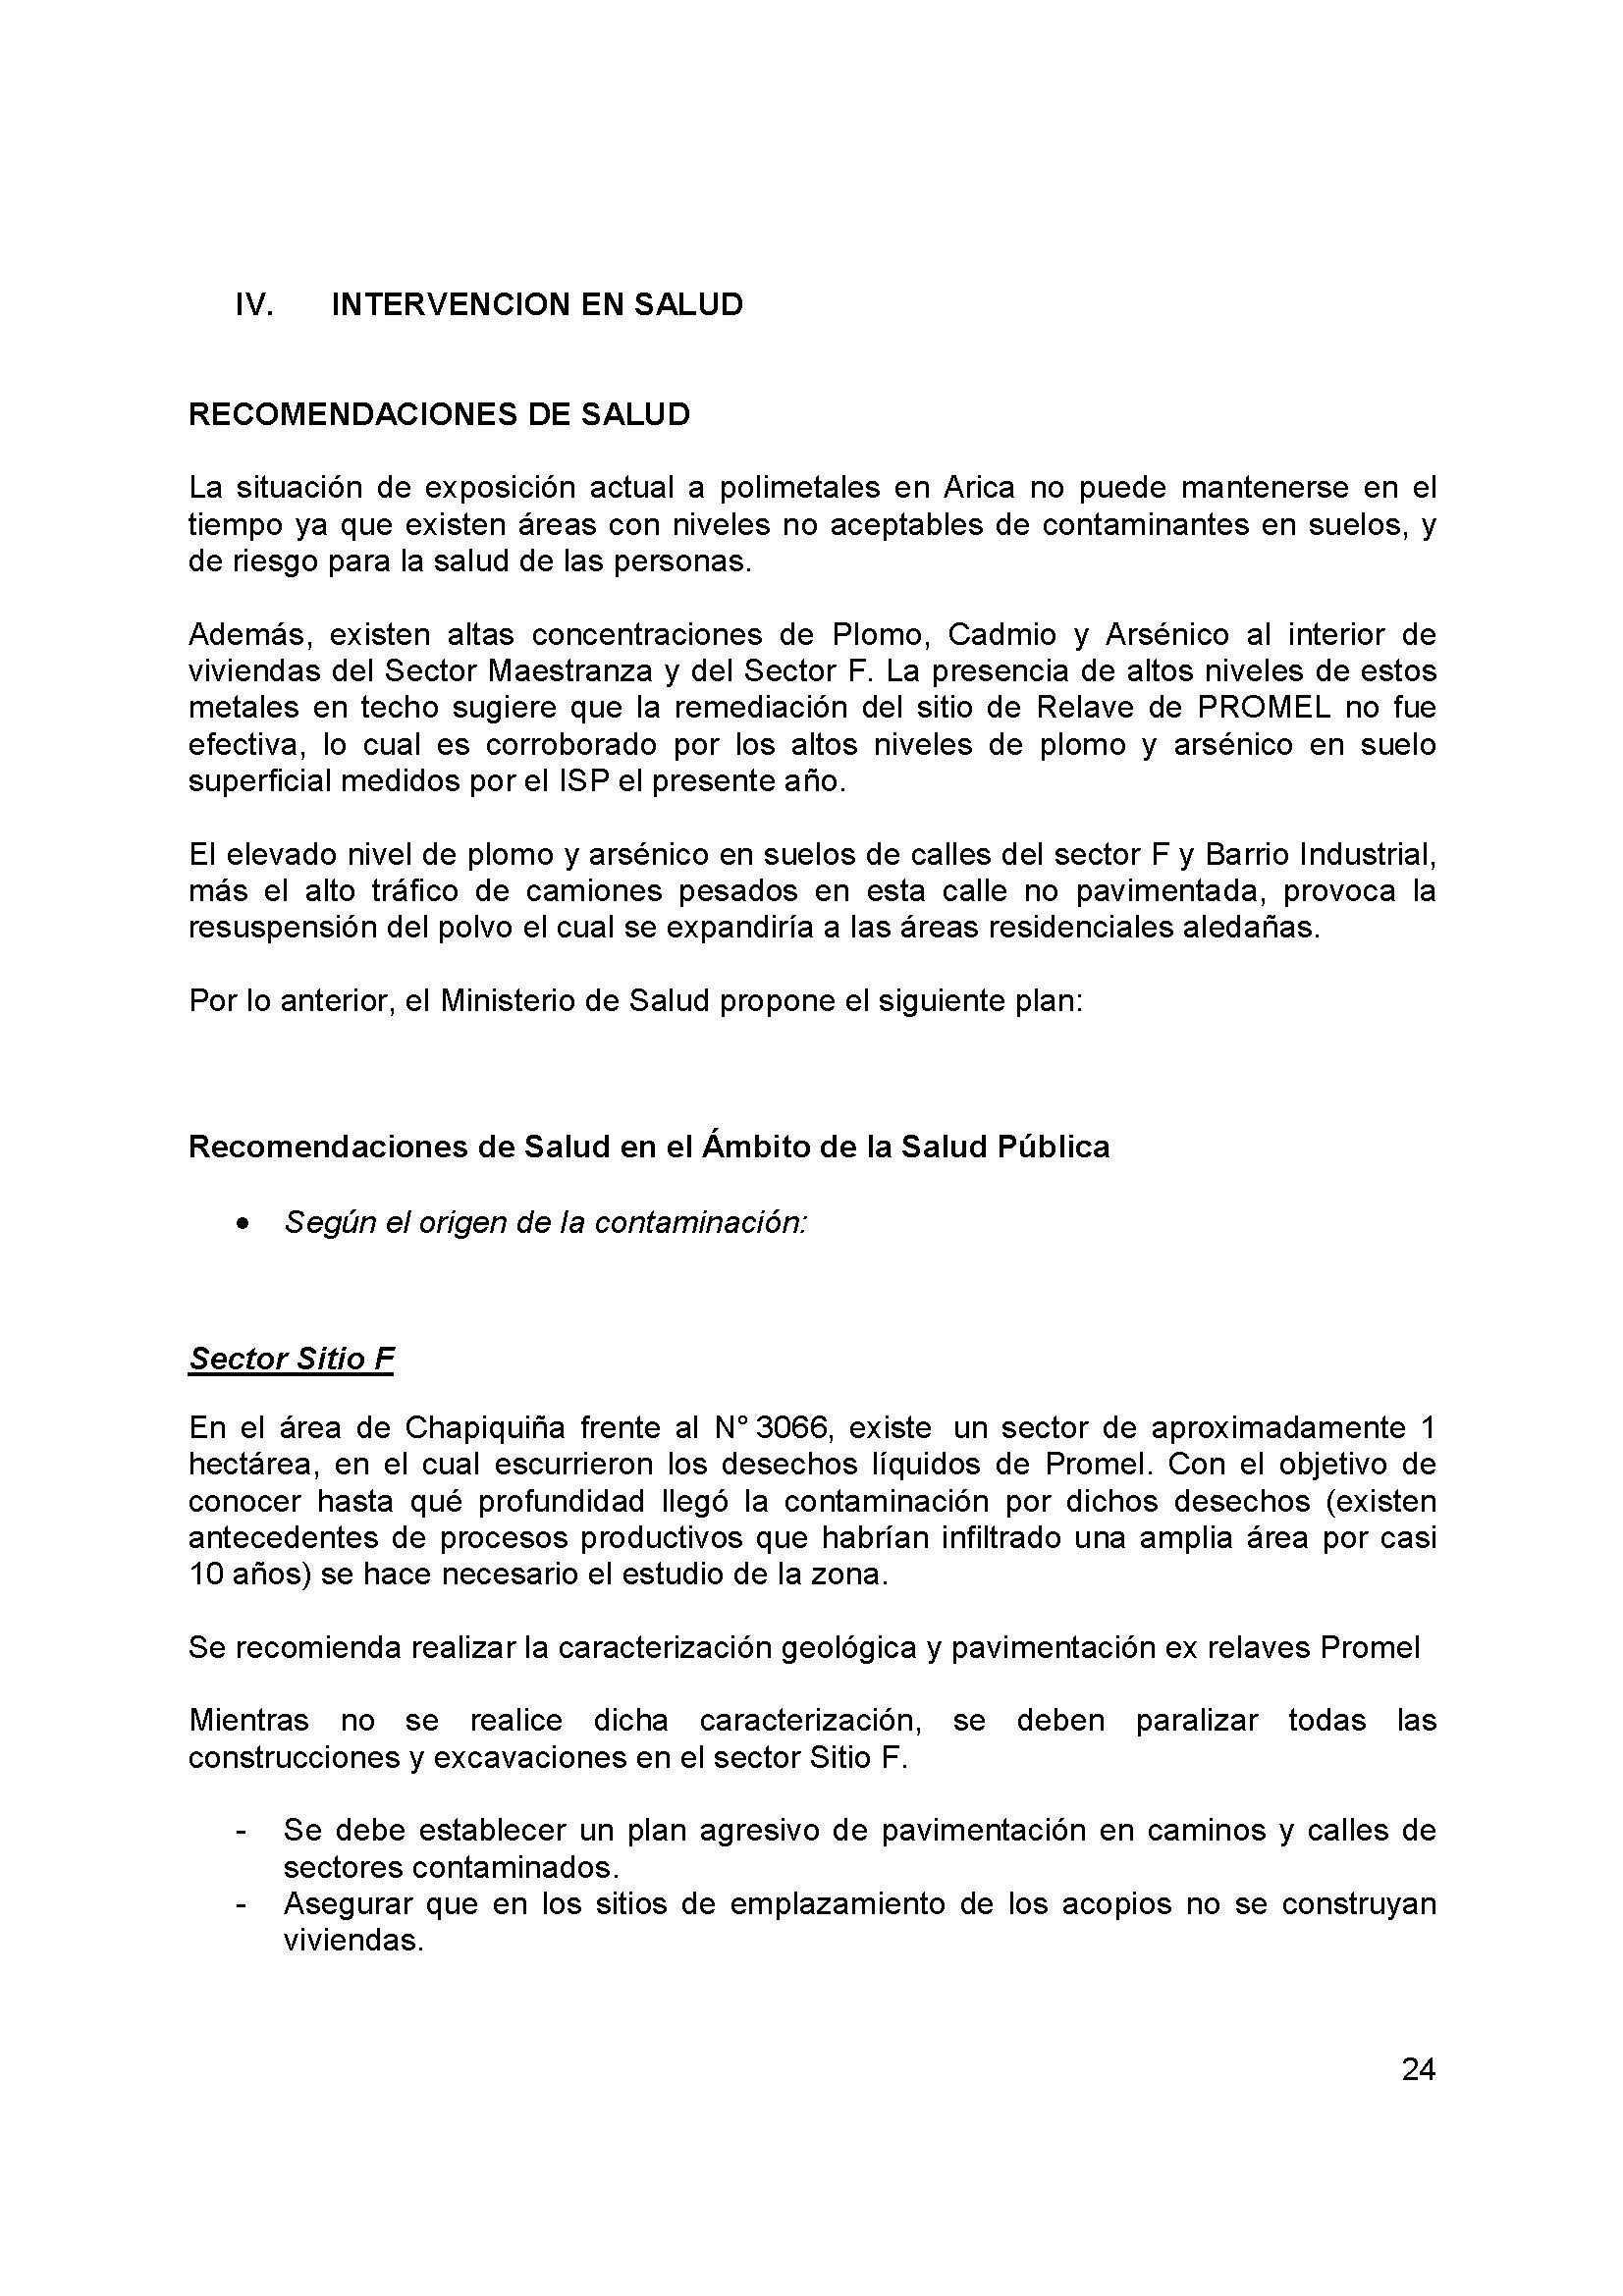 IV. INTERVENCION EN SALUD
RECOMENDACIONES DE SALUD
La situación de exposición actual a polimetales en Arica no puede mantenerse en el
tiempo ya que existen áreas con niveles no aceptables de contaminantes en suelos, y
de riesgo para la salud de las personas.
Además, existen altas concentraciones de Plomo, Cadmio y Arsénico al interior de
viviendas del Sector Maestranza y del Sector F. La presencia de altos niveles de estos
metales en techo sugiere que la remediación del sitio de Relave de PROMEL no fue
efectiva, lo cual es corroborado por los altos niveles de plomo y arsénico en suelo
superficial medidos por el ISP el presente año.
El elevado nivel de plomo y arsénico en suelos de calles del sector F y Barrio Industrial,
más el alto tráfico de camiones pesados en esta calle no pavimentada, provoca la
resuspensión del polvo el cual se expandiría a las áreas residenciales aledañas.
Por lo anterior, el Ministerio de Salud propone el siguiente plan:
Recomendaciones de Salud en el Ámbito de la Salud Pública
• Según el origen de la contaminación:
Sector Sitio F
En el área de Chapiquiña frente al N° 3066, existe un sector de aproximadamente 1
hectárea, en el cual escurrieron los desechos líquidos de Promel. Con el objetivo de
conocer hasta qué profundidad llegó la contaminación por dichos desechos (existen
antecedentes de procesos productivos que habrían infiltrado una amplia área por casi
10 años) se hace necesario el estudio de la zona.
Se recomienda realizar la caracterización geológica y pavimentación ex relaves Promel
Mientras no se realice dicha caracterización, se deben paralizar todas las
construcciones y excavaciones en el sector Sitio F.
- Se debe establecer un plan agresivo de pavimentación en caminos y calles de
sectores contaminados.
- Asegurar que en los sitios de emplazamiento de los acopios no se construyan
viviendas.
24